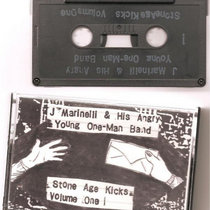 J Marinelli & His Angry
Young One-Man Band
Stone Age Kicks Volume One
J Marinelli & His Angry
Young One-Man Band
Stone Age Kicks
Volume One